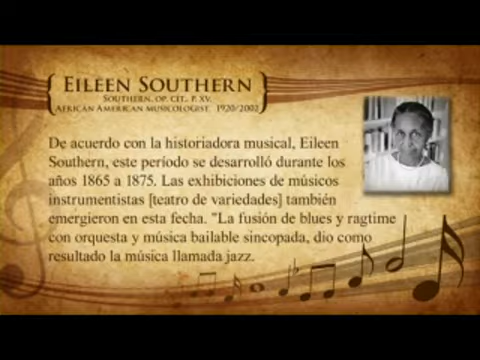 EILEEN SOUTHERN
SOUTHERN, OP. CIT., P. XV.
AFRICAN AMERICAN MUSICOLOGIST. 1920/2002
De acuerdo con la historiadora musical, Eileen
Southern, este período se desarrolló durante los
años 1865 a 1875. Las exhibiciones de músicos
instrumentistas [teatro de variedades] también
emergieron en esta fecha. "La fusión de blues y ragtime
con orquesta y música bailable sincopada, dio como
resultado la música llamada jazz.